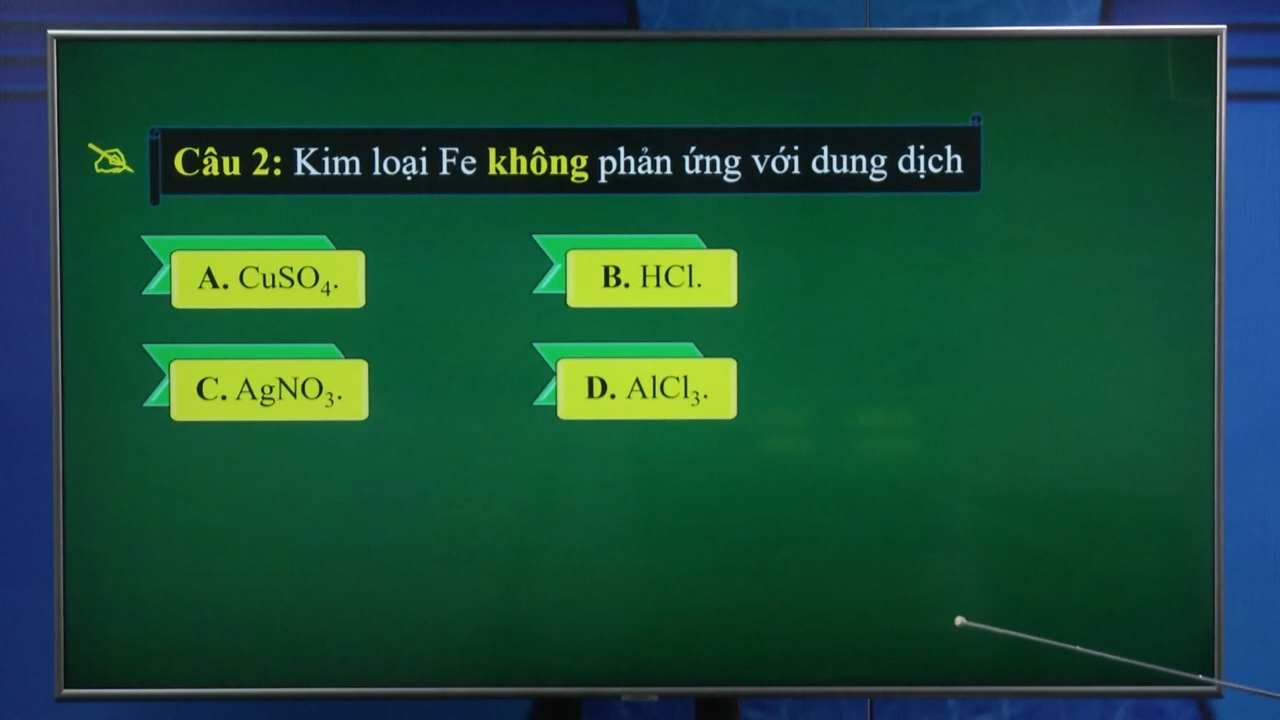 Câu 2: Kim loại Fe không phản ứng với dung dịch
A. CuSO₄. B. HCl.
C. AgNO₃. D. AlCl₃.